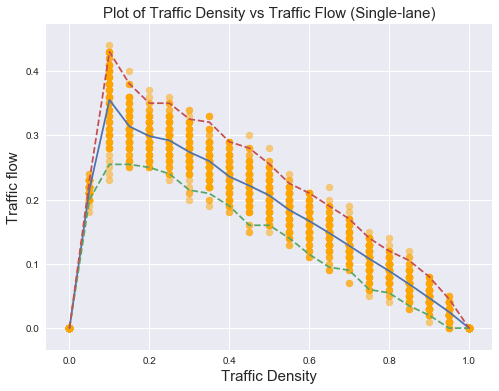 Plot of Traffic Density vs Traffic Flow (Single-lane)
Traffic flow
0.4
0.3
0.2
0.1
0.0
0.0 0.2 0.4 0.6 0.8 1.0
Traffic Density